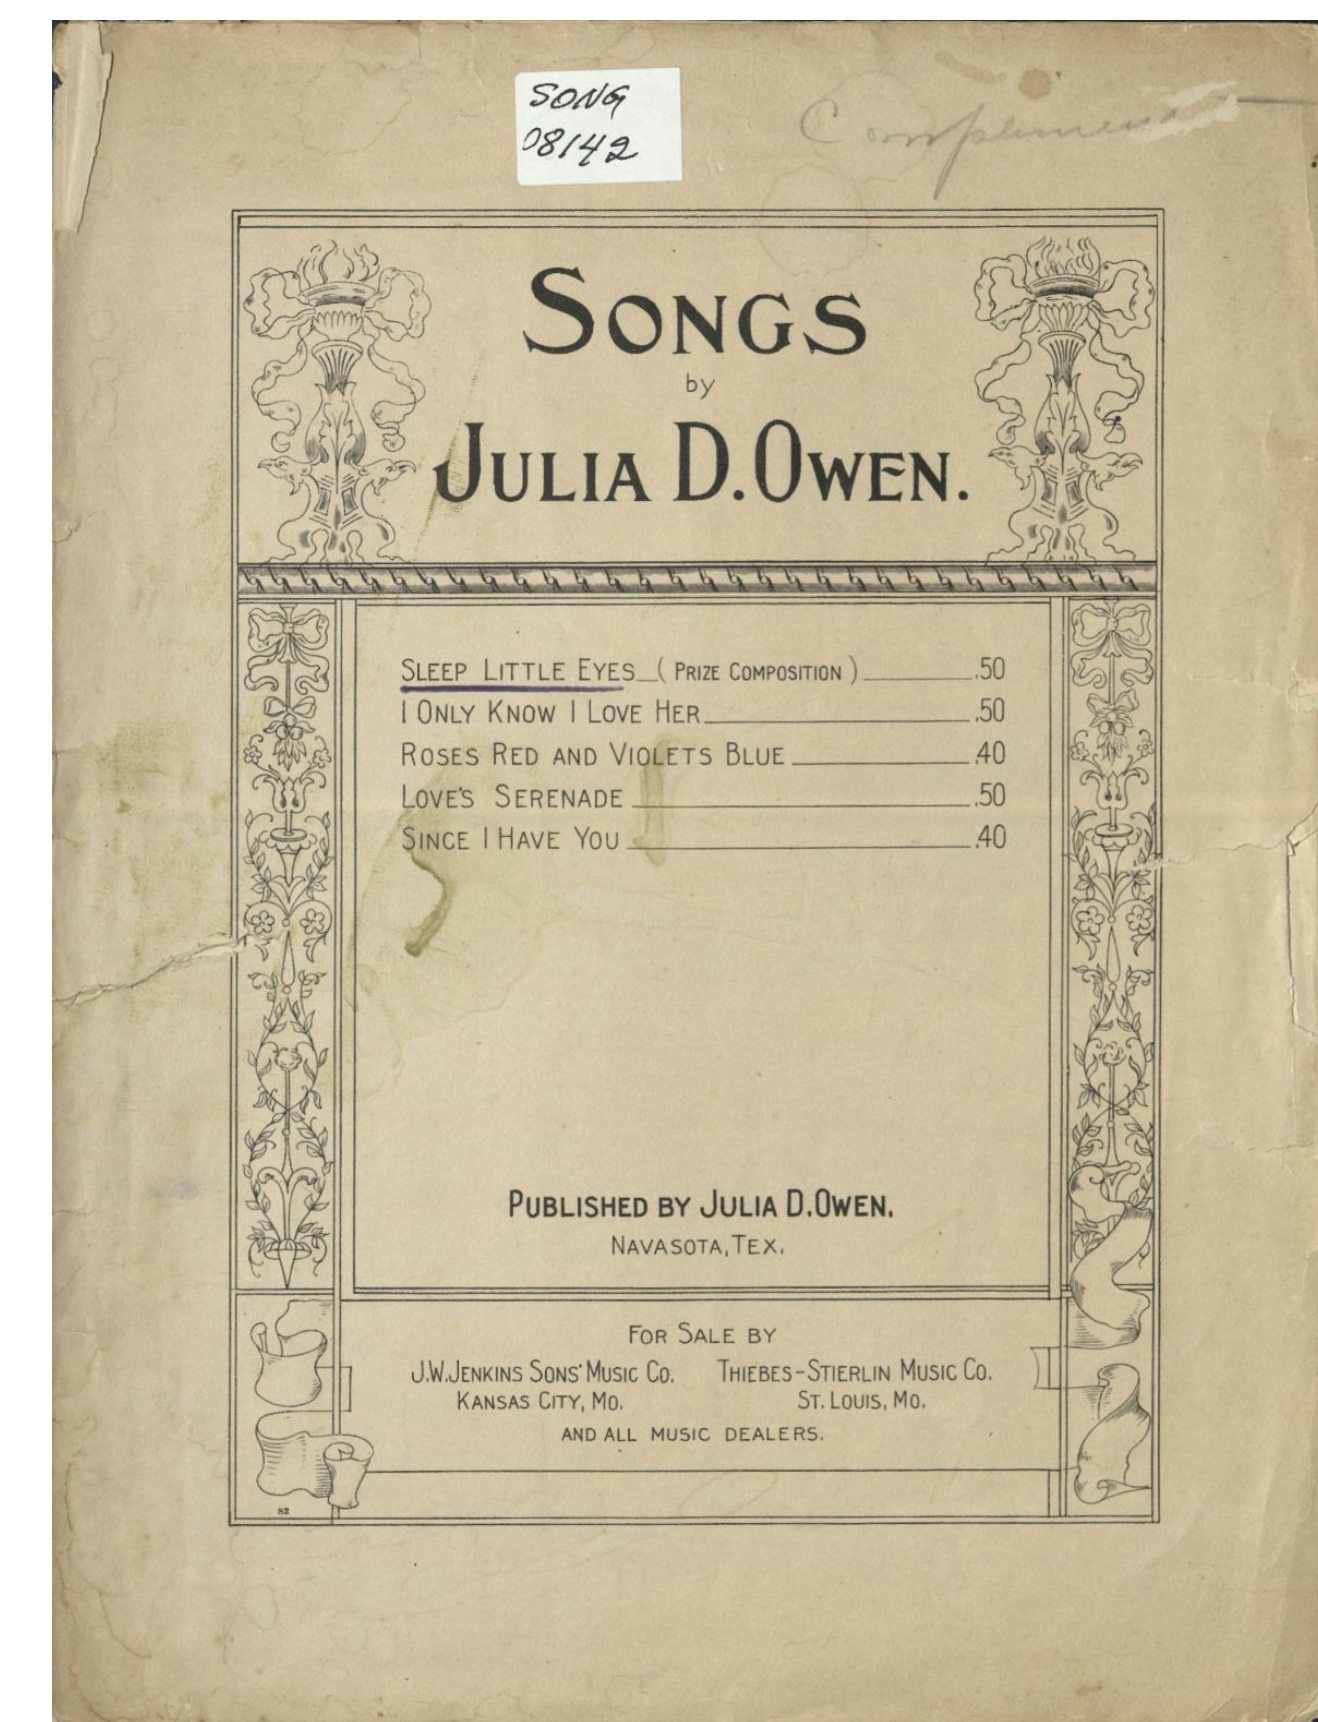 SONG
08142
SONGS
by
JULIA D. OWEN.
SLEEP LITTLE EYES (PRIZE COMPOSITION) .50
I ONLY KNOW I LOVE HER .50
ROSES RED AND VIOLETS BLUE .40
LOVE'S SERENADE .50
SINCE I HAVE YOU .40
PUBLISHED BY JULIA D. OWEN.
NAVASOTA, TEX.
FOR SALE BY
J.W. JENKINS SONS' MUSIC CO. THIEBES-STIERLIN MUSIC CO.
KANSAS CITY, MO. ST. LOUIS, MO.
AND ALL MUSIC DEALERS.
82